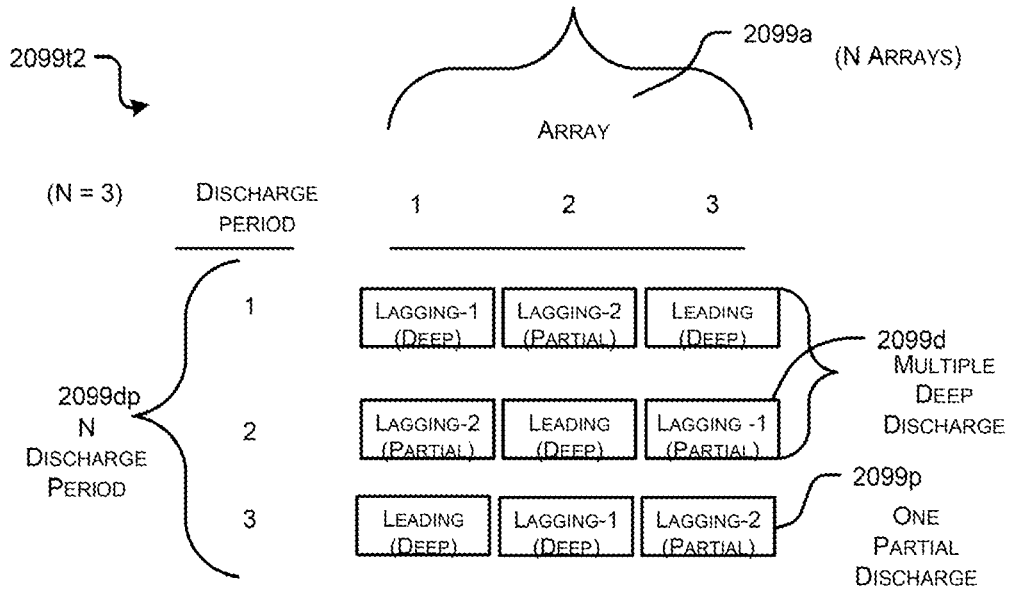 2099a
2099t2
(N ARRAYS)
ARRAY
(N = 3)
DISCHARGE
PERIOD
1 2 3
1
LAGGING-1 LAGGING-2 LEADING
(DEEP) (PARTIAL) (DEEP)
2099d
MULTIPLE
DEEP
DISCHARGE
2099dp
N
DISCHARGE
PERIOD
2
LAGGING-2 LEADING LAGGING -1
(PARTIAL) (DEEP) (PARTIAL)
2099p
3
LEADING LAGGING-1 LAGGING-2
(DEEP) (DEEP) (PARTIAL)
ONE
PARTIAL
DISCHARGE